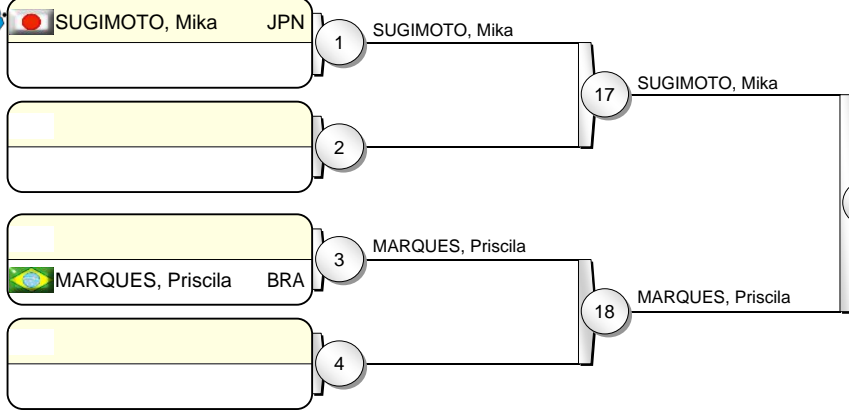 SUGIMOTO, Mika JPN
1
SUGIMOTO, Mika
17
SUGIMOTO, Mika
2
3
MARQUES, Priscila
MARQUES, Priscila BRA
18
MARQUES, Priscila
4